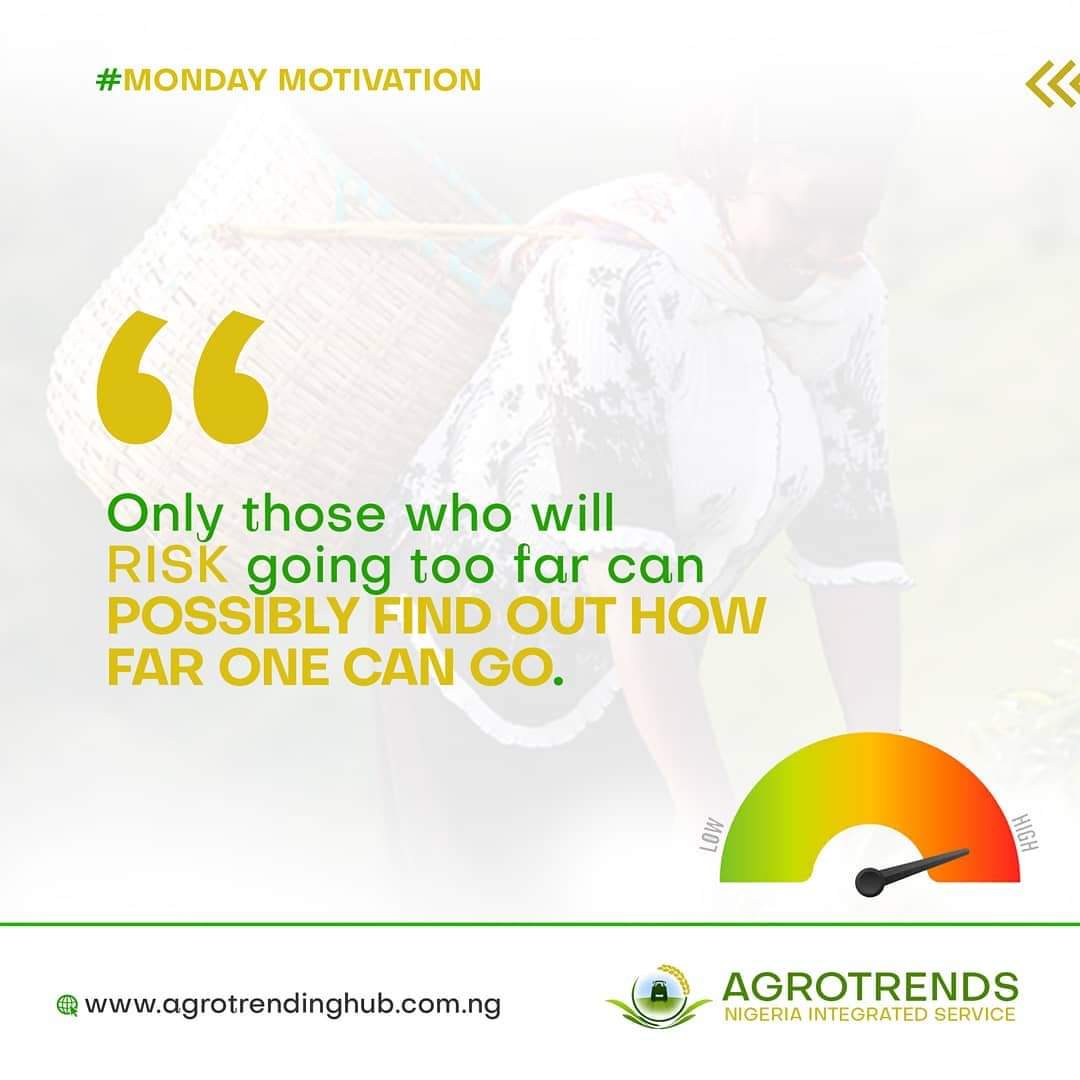 #MONDAY MOTIVATION
Only those who will
RISK going too far can
POSSIBLY FIND OUT HOW
FAR ONE CAN GO.
LOW
HIGH
www.agrotrendinghub.com.ng
AGROTRENDS
NIGERIA INTEGRATED SERVICE